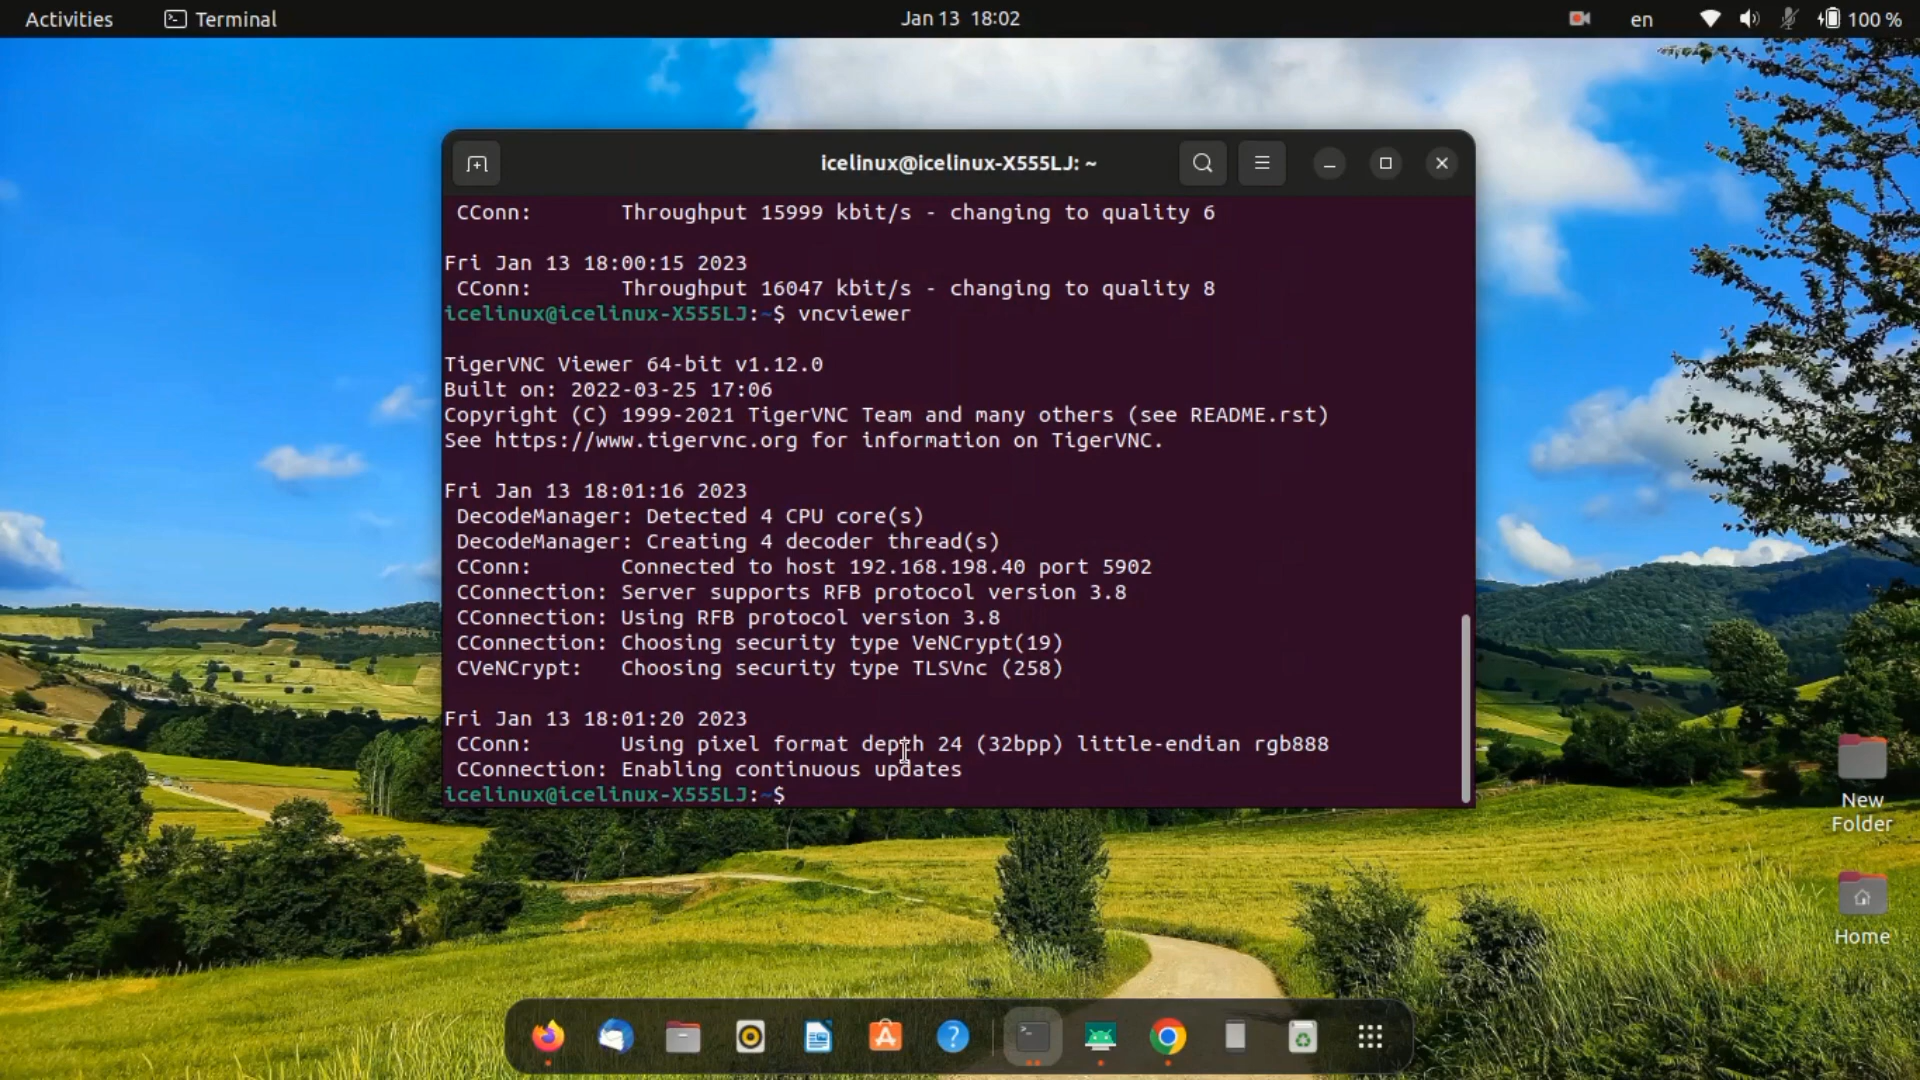 Activities
Terminal
Jan 13 18:02
en
100 %
icelinux@icelinux-X555LJ: ~
CConn: Throughput 15999 kbit/s - changing to quality 6
Fri Jan 13 18:00:15 2023
CConn: Throughput 16047 kbit/s - changing to quality 8
icelinux@icelinux-X555LJ:~$ vncviewer
TigerVNC Viewer 64-bit v1.12.0
Built on: 2022-03-25 17:06
Copyright (C) 1999-2021 TigerVNC Team and many others (see README.rst)
See https://www.tigervnc.org for information on TigerVNC.
Fri Jan 13 18:01:16 2023
DecodeManager: Detected 4 CPU core(s)
DecodeManager: Creating 4 decoder thread(s)
CConn: Connected to host 192.168.198.40 port 5902
CConnection: Server supports RFB protocol version 3.8
CConnection: Using RFB protocol version 3.8
CConnection: Choosing security type VeNCrypt(19)
CVeNCrypt: Choosing security type TLSVnc (258)
Fri Jan 13 18:01:20 2023
CConn: Using pixel format depth 24 (32bpp) little-endian rgb888
CConnection: Enabling continuous updates
icelinux@icelinux-X555LJ:~$
New
Folder
Home